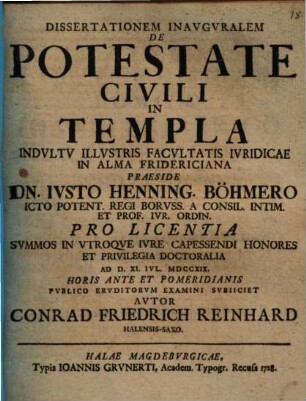 DISSERTATIONEM INAVGVRALEM
DE
POTESTATE
CIVILI
IN
TEMPLA
INDVLTV ILLVSTRIS FACVLTATIS IVRIDICAE
IN ALMA FRIDERICIANA
PRAESIDE
DN. IVSTO HENNING. BÖHMERO
ICTO POTENT. REGI BORVSS. A CONSIL. INTIM.
ET PROF. IVR. ORDIN.
PRO LICENTIA
SVMMOS IN VTROQVE IVRE CAPESSENDI HONORES
ET PRIVILEGIA DOCTORALIA
AD D. XI. IVL. MDCCXIX.
HORIS ANTE ET POMERIDIANIS
PVBLICO ERVDITORVM EXAMINI SVBIICIET
AVTOR
CONRAD FRIEDRICH REINHARD
HALENSIS-SAXO.
HALAE MAGDEBVRGICAE,
Typis IOANNIS GRVNERTI, Academ. Typogr. Recusa 1728.